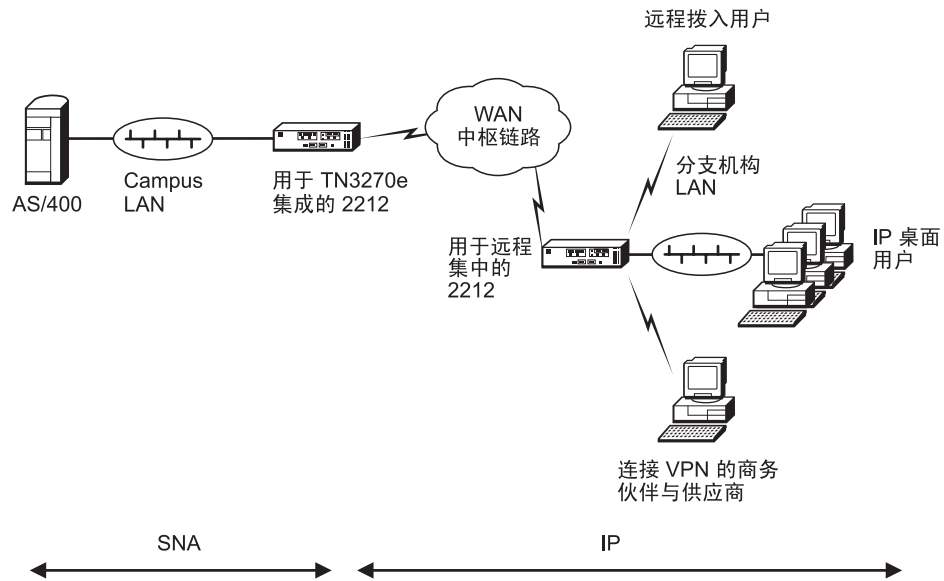 远程拨入用户
WAN
中枢链路
AS/400
Campus
LAN
用于 TN3270e
集成的 2212
分支机构
LAN
用于远程
集中的
2212
IP 桌面
用户
连接 VPN 的商务
伙伴与供应商
SNA
IP